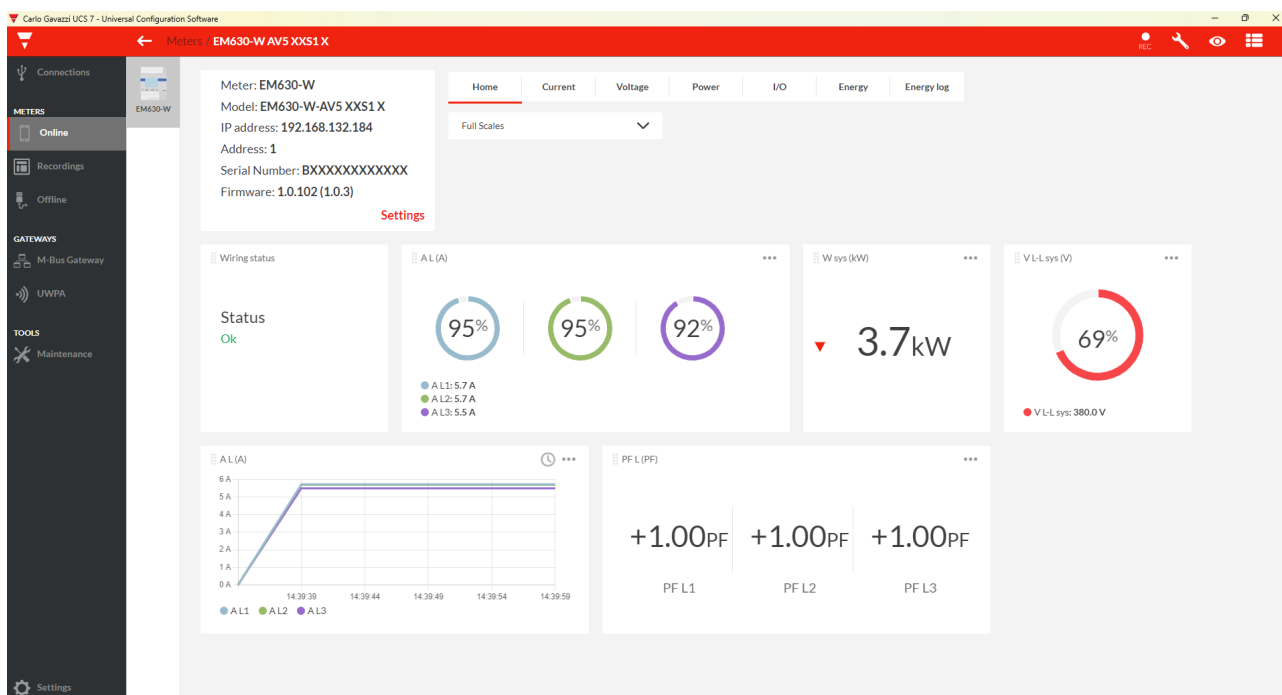 Carlo Gavazzi UCS 7 - Universal Configuration Software
Meters / EM630-W AV5 XXS1 X
REC
Connections
METERS
Online
Recordings
Offline
GATEWAYS
M-Bus Gateway
UWPA
TOOLS
Maintenance
Settings
EM630-W
Meter: EM630-W
Model: EM630-W-AV5 XXS1 X
IP address: 192.168.132.184
Address: 1
Serial Number: BXXXXXXXXXXXX
Firmware: 1.0.102 (1.0.3)
Settings
Home Current Voltage Power I/O Energy Energy log
Full Scales
Wiring status
Status
Ok
A L (A)
95% 95% 92%
A L1: 5.7 A
A L2: 5.7 A
A L3: 5.5 A
W sys (kW)
3.7kW
V L-L sys (V)
69%
V L-L sys: 380.0 V
A L (A)
6 A
5 A
4 A
3 A
2 A
1 A
0 A
14:39:39 14:39:44 14:39:49 14:39:54 14:39:59
A L1 A L2 A L3
PF L (PF)
+1.00PF +1.00PF +1.00PF
PF L1 PF L2 PF L3